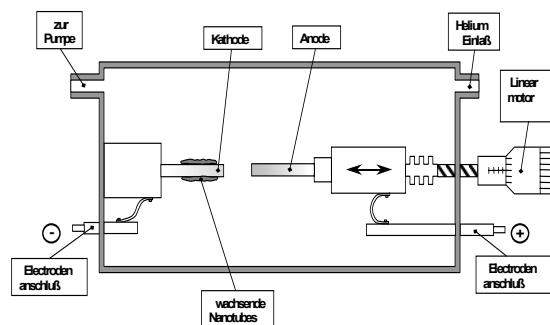 zur
Pumpe
Kathode
Anode
Helium
Einlaß
Linear
motor
-
+
Electroden
anschluß
wachsende
Nanotubes
Electroden
anschluß